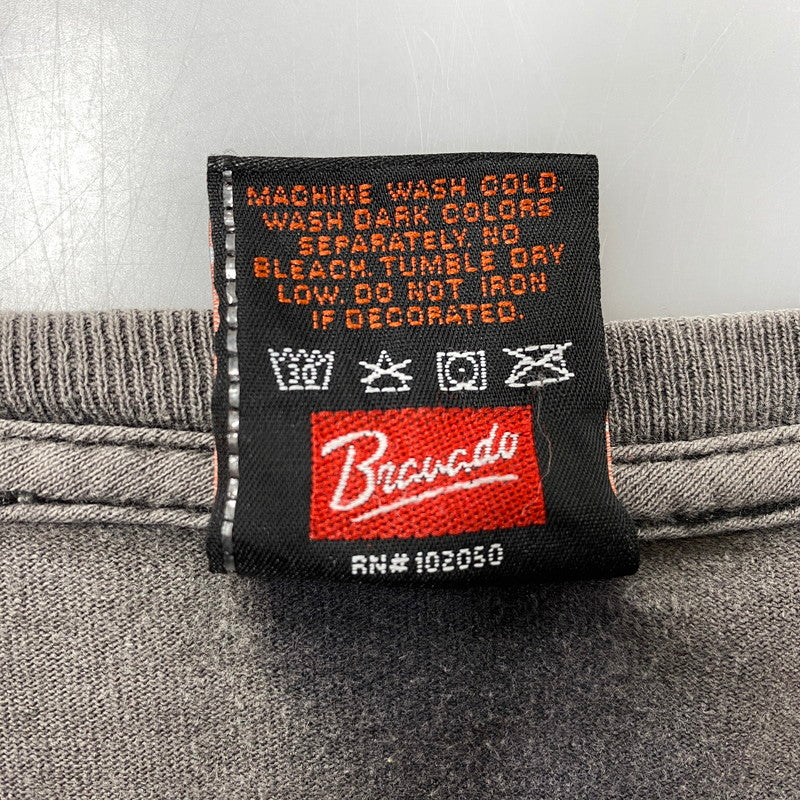 MACHINE WASH COLD.
WASH DARK COLORS
SEPARATELY. NO
BLEACH. TUMBLE DRY
LOW. DO NOT IRON
IF DECORATED.
30
Bravado
RN# 102050